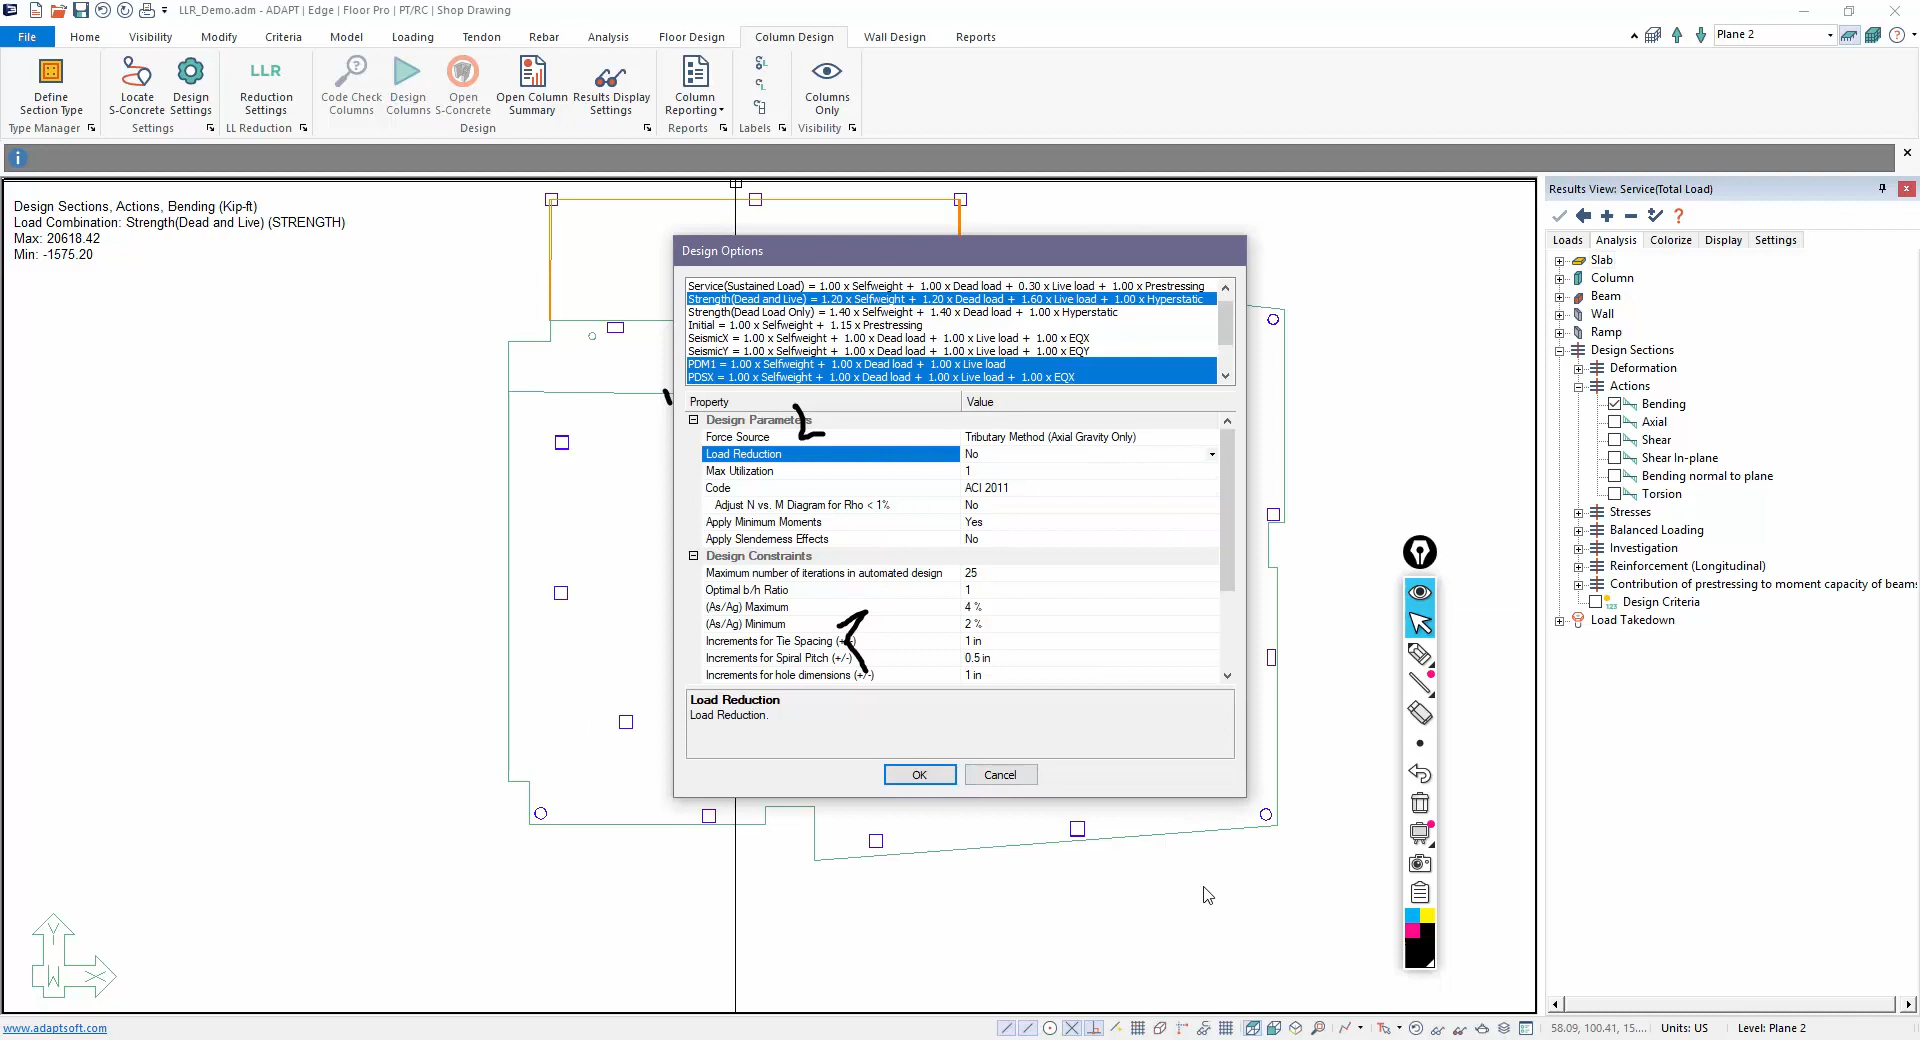 LLR_Demo.adm - ADAPT | Edge | Floor Pro | PT/RC | Shop Drawing
File Home Visibility Modify Criteria Model Loading Tendon Rebar Analysis Floor Design Column Design Wall Design Reports
Plane 2
LLR
Define Section Type
Locate S-Concrete
Design Settings
Reduction Settings
Code Check Columns
Design Columns
Open S-Concrete
Open Column Summary
Results Display Settings
Column Reporting
Columns Only
Type Manager Settings LL Reduction Design Reports Labels Visibility
Design Sections, Actions, Bending (Kip-ft)
Load Combination: Strength(Dead and Live) (STRENGTH)
Max: 20618.42
Min: -1575.20
Design Options
Service(Sustained Load) = 1.00 x Selfweight + 1.00 x Dead load + 0.30 x Live load + 1.00 x Prestressing
Strength(Dead and Live) = 1.20 x Selfweight + 1.20 x Dead load + 1.60 x Live load + 1.00 x Hyperstatic
Strength(Dead Load Only) = 1.40 x Selfweight + 1.40 x Dead load + 1.00 x Hyperstatic
Initial = 1.00 x Selfweight + 1.15 x Prestressing
SeismicX = 1.00 x Selfweight + 1.00 x Dead load + 1.00 x Live load + 1.00 x EQX
SeismicY = 1.00 x Selfweight + 1.00 x Dead load + 1.00 x Live load + 1.00 x EQY
PDM1 = 1.00 x Selfweight + 1.00 x Dead load + 1.00 x Live load
PDSX = 1.00 x Selfweight + 1.00 x Dead load + 1.00 x Live load + 1.00 x EQX
Property Value
Design Parameters
Force Source Tributary Method (Axial Gravity Only)
Load Reduction No
Max Utilization 1
Code ACI 2011
Adjust N vs. M Diagram for Rho < 1% No
Apply Minimum Moments Yes
Apply Slenderness Effects No
Design Constraints
Maximum number of iterations in automated design 25
Optimal b/h Ratio 1
(As/Ag) Maximum 4 %
(As/Ag) Minimum 2 %
Increments for Tie Spacing (+/-) 1 in
Increments for Spiral Pitch (+/-) 0.5 in
Increments for hole dimensions (+/-) 1 in
Load Reduction
Load Reduction.
OK Cancel
Results View: Service(Total Load)
Loads Analysis Colorize Display Settings
Slab
Column
Beam
Wall
Ramp
Design Sections
Deformation
Actions
Bending
Axial
Shear
Shear In-plane
Bending normal to plane
Torsion
Stresses
Balanced Loading
Investigation
Reinforcement (Longitudinal)
Contribution of prestressing to moment capacity of beams
Design Criteria
Load Takedown
Y
W X
www.adaptsoft.com
58.09, 100.41, 15.... Units: US Level: Plane 2